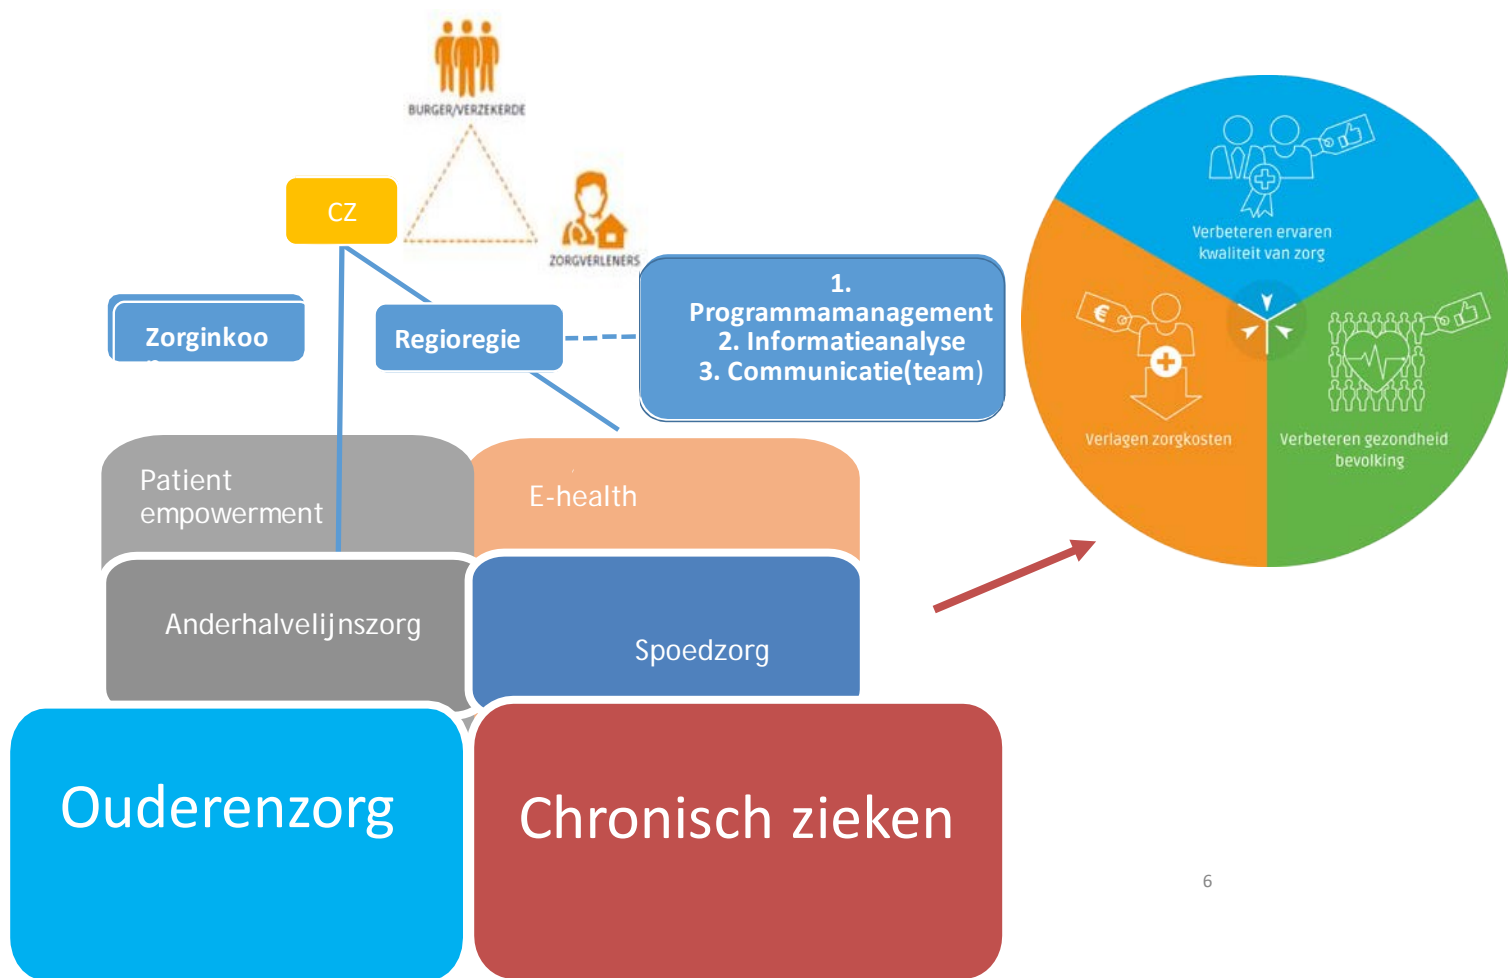 BURGER/VERZEKERDE
CZ
ZORGVERLENERS
Zorginkoo
Regioregie
1.
Programmamanagement
2. Informatieanalyse
3. Communicatie(team)
Verbeteren ervaren
kwaliteit van zorg
€
Verlagen zorgkosten
Verbeteren gezondheid
bevolking
Patient
empowerment
E-health
Anderhalvelijnszorg
Spoedzorg
Ouderenzorg
Chronisch zieken
6